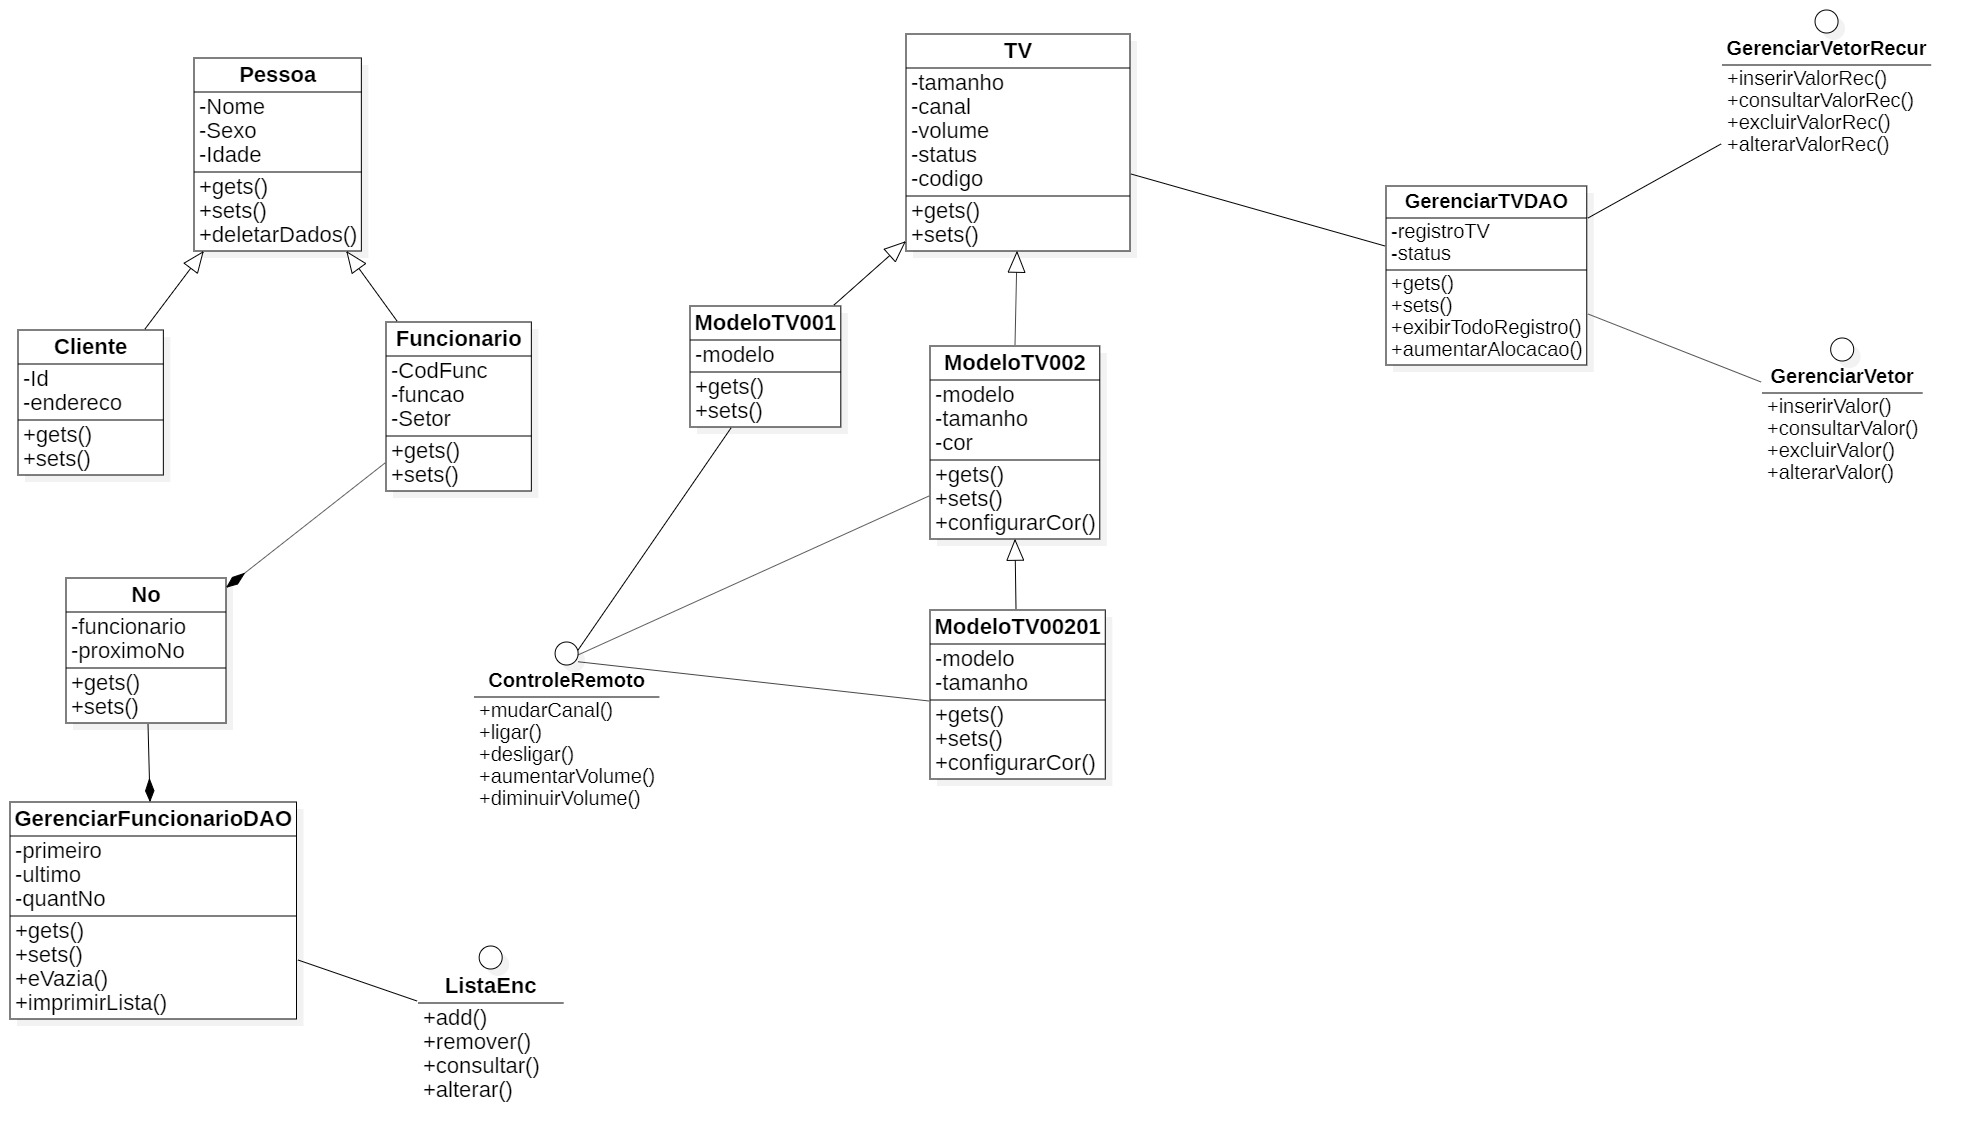 Pessoa
-Nome
-Sexo
-Idade
+gets()
+sets()
+deletarDados()
Cliente
-Id
-endereco
+gets()
+sets()
Funcionario
-CodFunc
-funcao
-Setor
+gets()
+sets()
No
-funcionario
-proximoNo
+gets()
+sets()
GerenciarFuncionarioDAO
-primeiro
-ultimo
-quantNo
+gets()
+sets()
+eVazia()
+imprimirLista()
ListaEnc
+add()
+remover()
+consultar()
+alterar()
TV
-tamanho
-canal
-volume
-status
-codigo
+gets()
+sets()
ModeloTV001
-modelo
+gets()
+sets()
ModeloTV002
-modelo
-tamanho
-cor
+gets()
+sets()
+configurarCor()
ModeloTV00201
-modelo
-tamanho
+gets()
+sets()
+configurarCor()
ControleRemoto
+mudarCanal()
+ligar()
+desligar()
+aumentarVolume()
+diminuirVolume()
GerenciarTVDAO
-registroTV
-status
+gets()
+sets()
+exibirTodoRegistro()
+aumentarAlocacao()
GerenciarVetorRecur
+inserirValorRec()
+consultarValorRec()
+excluirValorRec()
+alterarValorRec()
GerenciarVetor
+inserirValor()
+consultarValor()
+excluirValor()
+alterarValor()